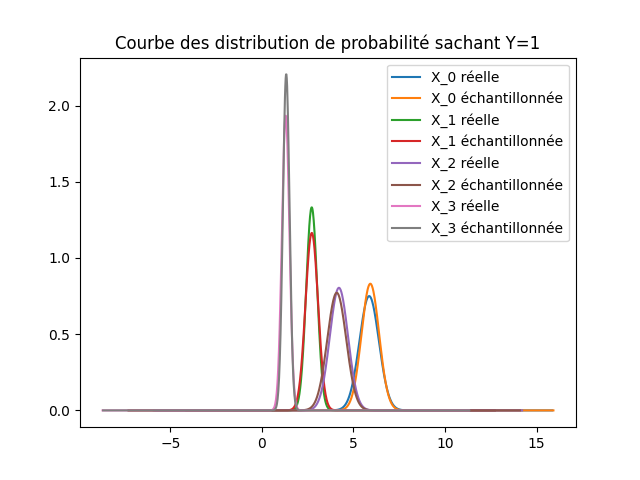 Courbe des distribution de probabilité sachant Y=1
X_0 réelle
X_0 échantillonnée
X_1 réelle
X_1 échantillonnée
X_2 réelle
X_2 échantillonnée
X_3 réelle
X_3 échantillonnée
2.0
1.5
1.0
0.5
0.0
−5
0
5
10
15